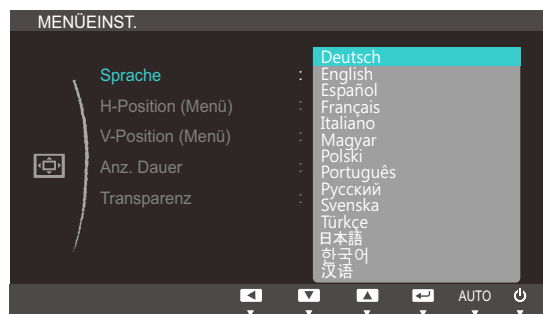 MENÜEINST.
Sprache :
H-Position (Menü) :
V-Position (Menü) :
Anz. Dauer :
Transparenz :
Deutsch
English
Español
Français
Italiano
Magyar
Polski
Português
Русский
Svenska
Türkçe
日本語
한국어
汉语
AUTO